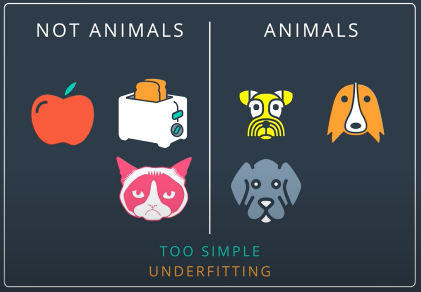 NOT ANIMALS
ANIMALS
TOO SIMPLE
UNDERFITTING